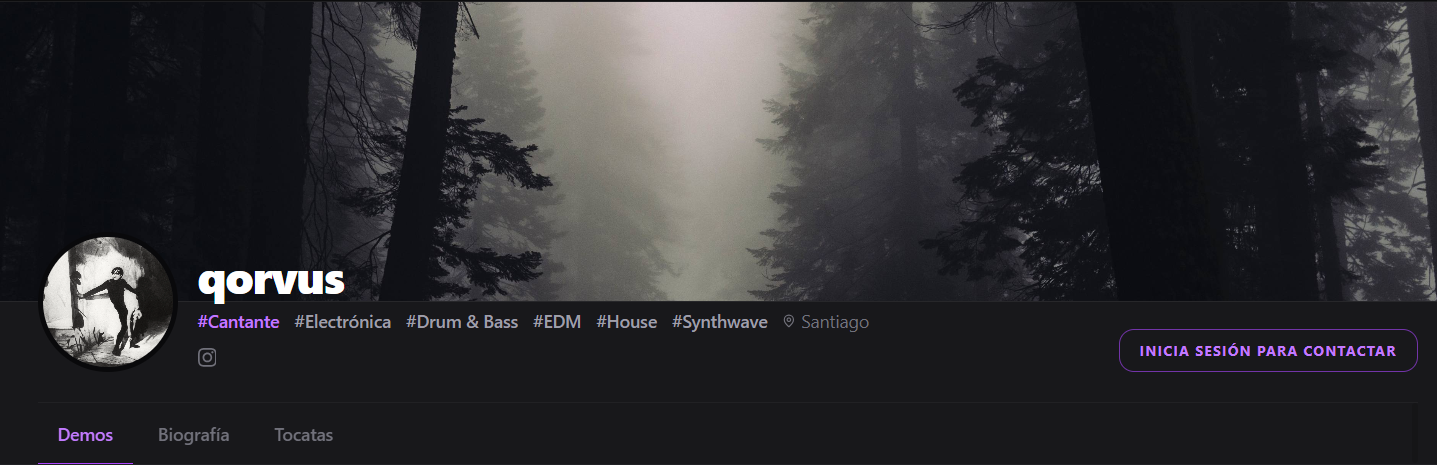 qorvus
#Cantante #Electrónica #Drum & Bass #EDM #House #Synthwave Santiago
INICIA SESIÓN PARA CONTACTAR
Demos Biografía Tocatas